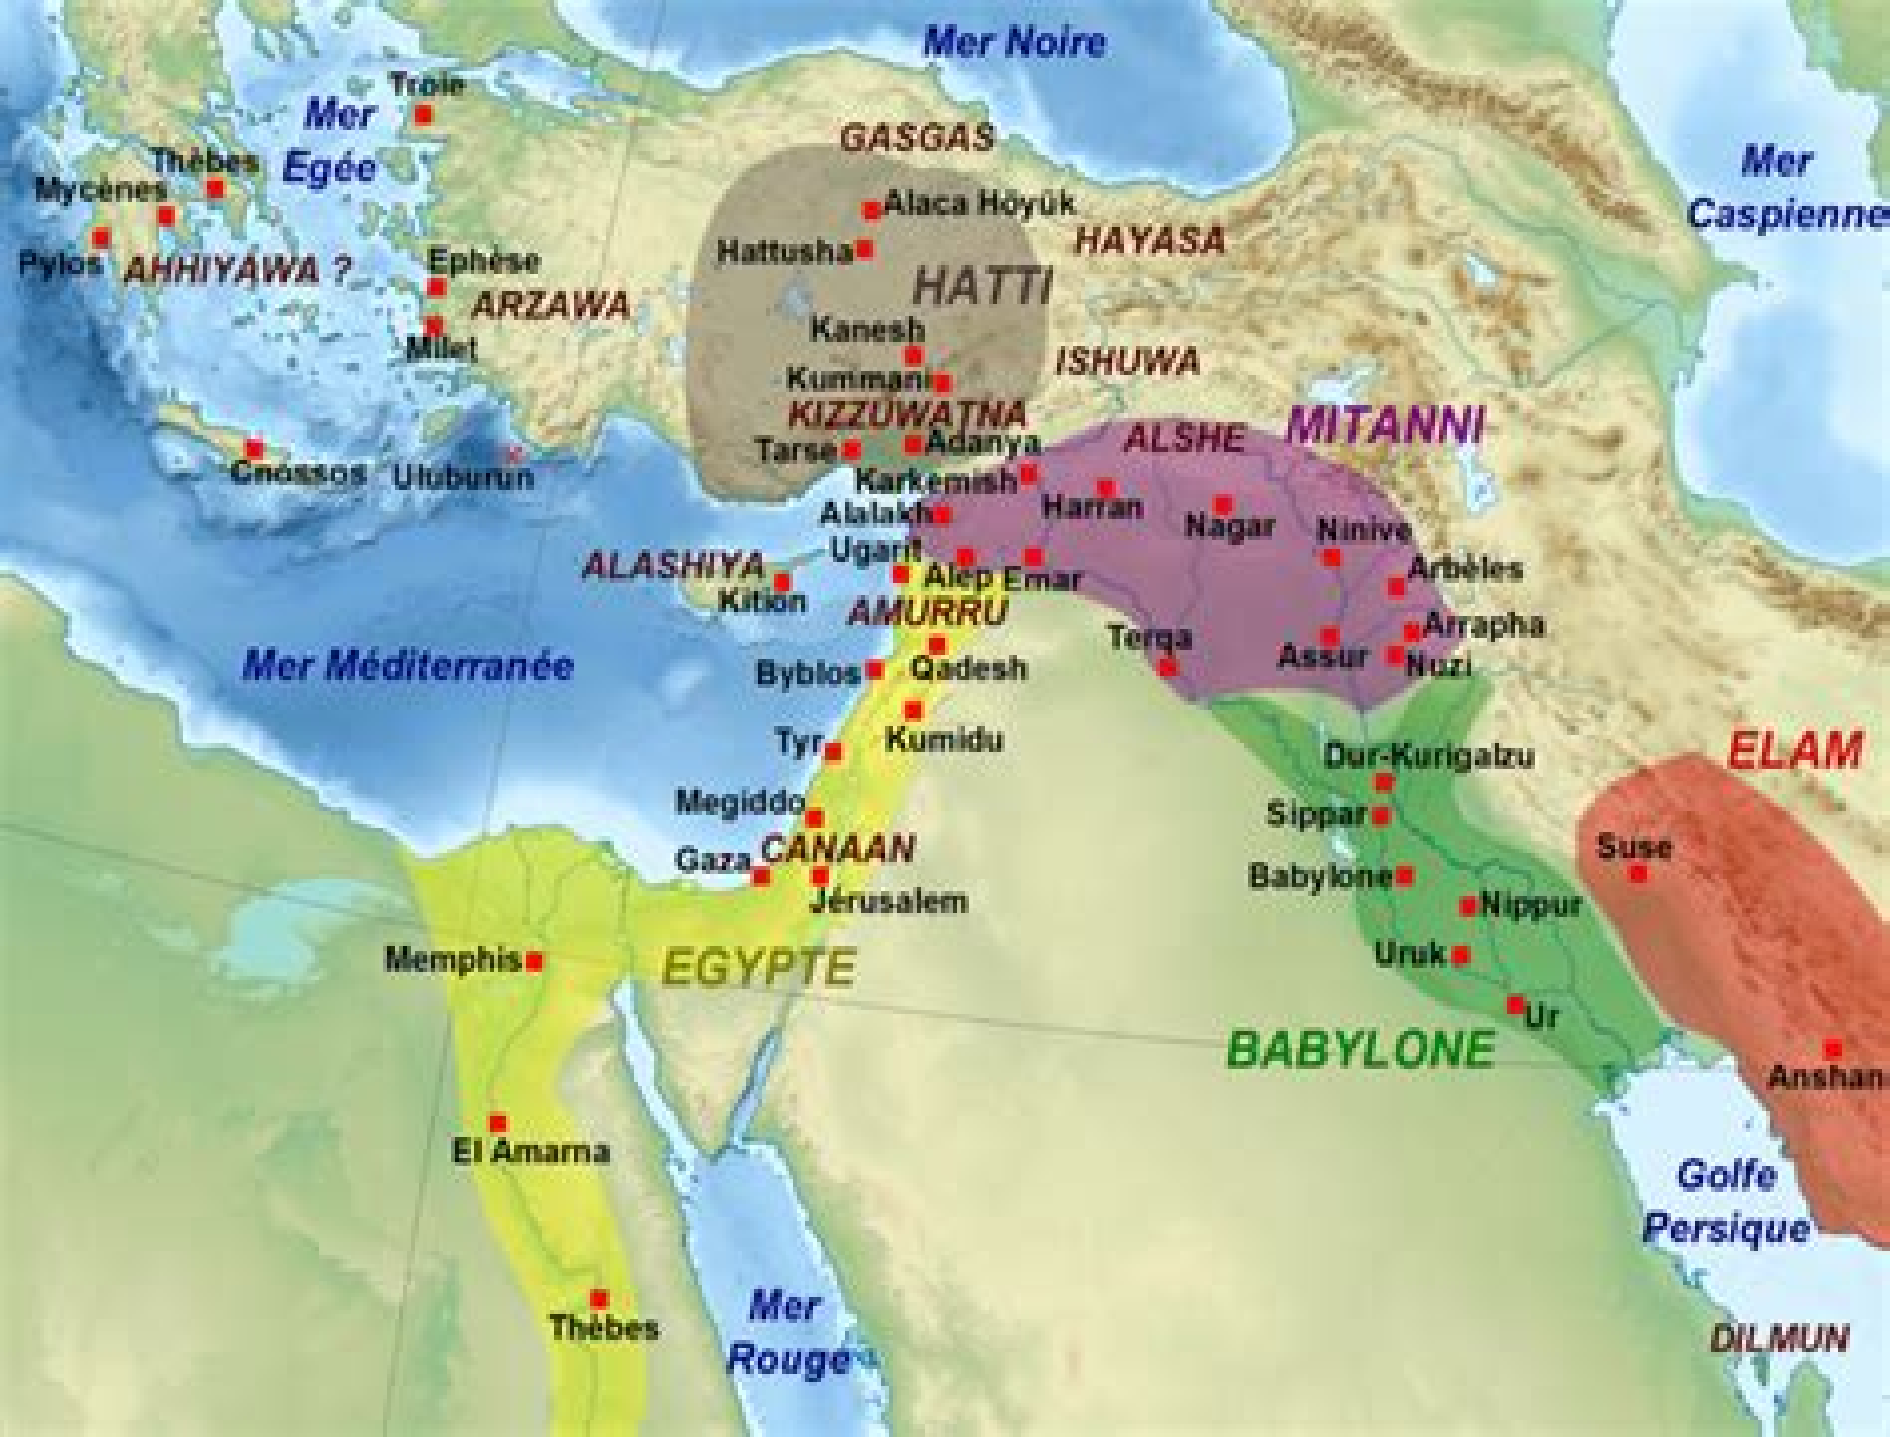 Mer Noire
Troie
Mer
Egée
GASGAS
Mer
Caspienne
Thèbes
Mycènes
Alaca Höyük
Pylos
AHHIYAWA ?
Hattusha
HAYASA
Ephèse
HATTI
ARZAWA
Milet
Kanesh
ISHUWA
Kummani
KIZZUWATNA
MITANNI
Tarse
Adanya
ALSHE
Cnossos
Uluburun
Karkemish
Harran
Alalakh
Nagar
Ninive
Ugarit
ALASHIYA
Alep
Emar
Arbèles
Kition
AMURRU
Arrapha
Terqa
Assur
Nuzi
Mer Méditerranée
Byblos
Qadesh
Tyr
Kumidu
ELAM
Dur-Kurigalzu
Megiddo
Sippar
CANAAN
Suse
Gaza
Babylone
Jérusalem
Nippur
Memphis
EGYPTE
Uruk
Ur
BABYLONE
Anshan
El Amarna
Golfe
Persique
Thèbes
Mer
Rouge
DILMUN